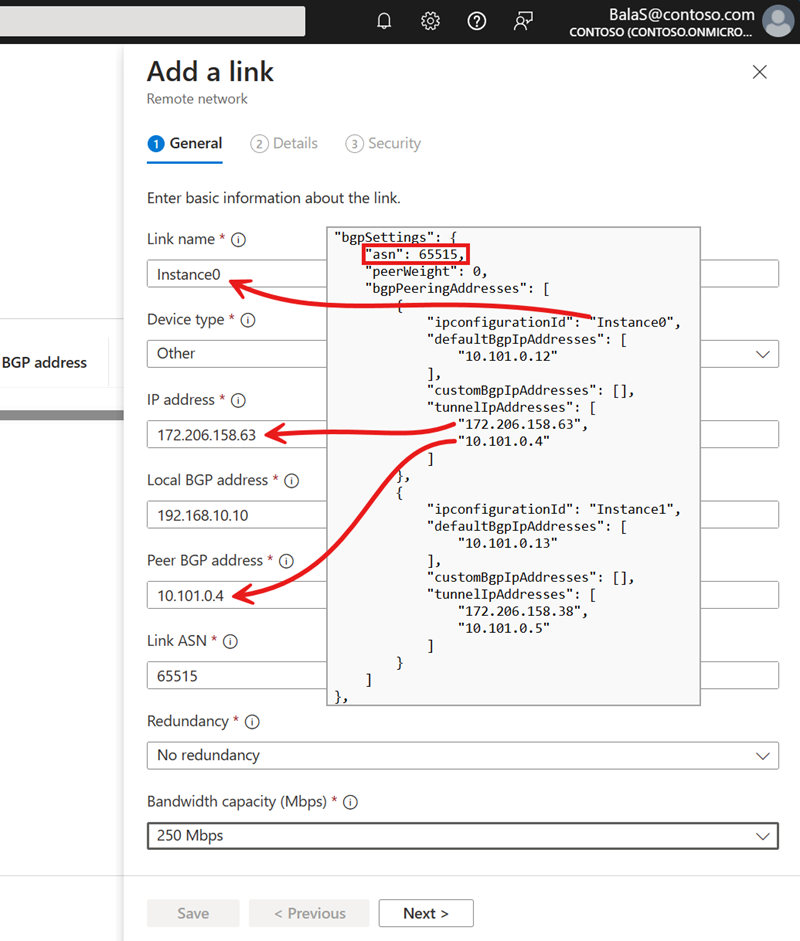 BalaS@contoso.com
CONTOSO (CONTOSO.ONMICRO...
Add a link
Remote network
1 General 2 Details 3 Security
Enter basic information about the link.
Link name *
Instance0
Device type *
Other
BGP address
IP address *
172.206.158.63
Local BGP address *
192.168.10.10
Peer BGP address *
10.101.0.4
Link ASN *
65515
"bgpSettings": {
"asn": 65515,
"peerWeight": 0,
"bgpPeeringAddresses": [
{
"ipconfigurationId": "Instance0",
"defaultBgpIpAddresses": [
"10.101.0.12"
],
"customBgpIpAddresses": [],
"tunnelIpAddresses": [
"172.206.158.63",
"10.101.0.4"
]
},
{
"ipconfigurationId": "Instance1",
"defaultBgpIpAddresses": [
"10.101.0.13"
],
"customBgpIpAddresses": [],
"tunnelIpAddresses": [
"172.206.158.38",
"10.101.0.5"
]
}
]
},
Redundancy *
No redundancy
Bandwidth capacity (Mbps) *
250 Mbps
Save < Previous Next >